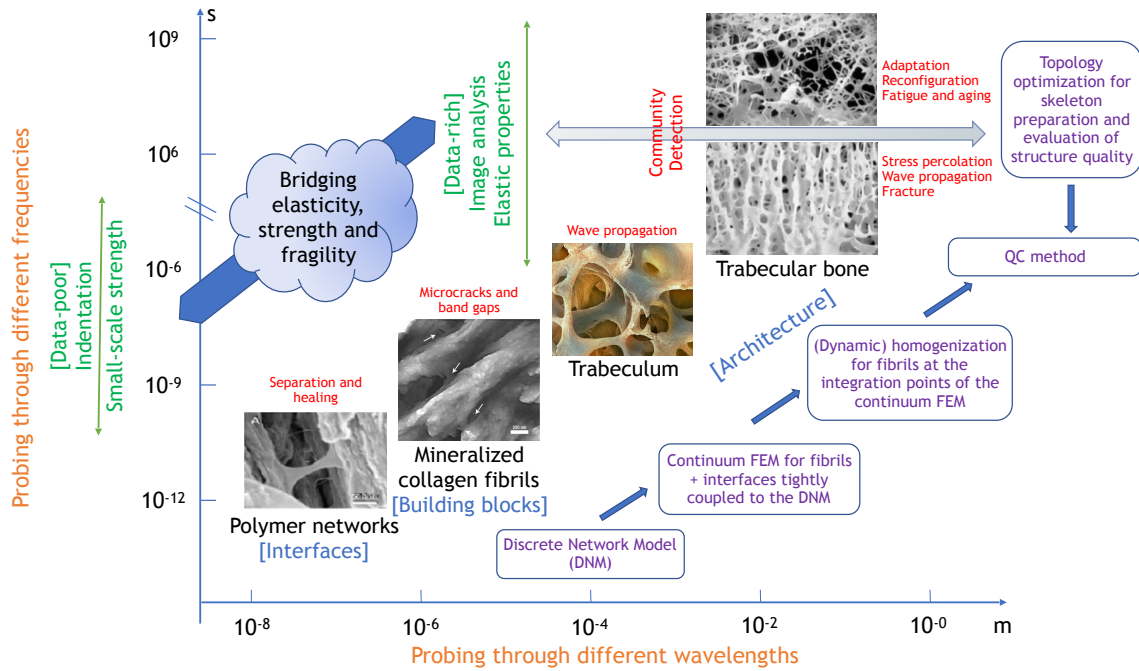 s
10⁹
10⁶
10⁻⁶
10⁻⁹
10⁻¹²
Probing through different frequencies
[Data-poor]
Indentation
Small-scale strength
Bridging
elasticity,
strength and
fragility
[Data-rich]
Image analysis
Elastic properties
Community
Detection
Adaptation
Reconfiguration
Fatigue and aging
Stress percolation
Wave propagation
Fracture
Trabecular bone
Topology
optimization for
skeleton
preparation and
evaluation of
structure quality
QC method
Wave propagation
Trabeculum
[Architecture]
(Dynamic) homogenization
for fibrils at the
integration points of the
continuum FEM
Microcracks and
band gaps
Mineralized
collagen fibrils
[Building blocks]
Continuum FEM for fibrils
+ interfaces tightly
coupled to the DNM
Separation and
healing
A
Polymer networks
[Interfaces]
Discrete Network Model
(DNM)
10⁻⁸
10⁻⁶
10⁻⁴
10⁻²
10⁻⁰
m
Probing through different wavelengths